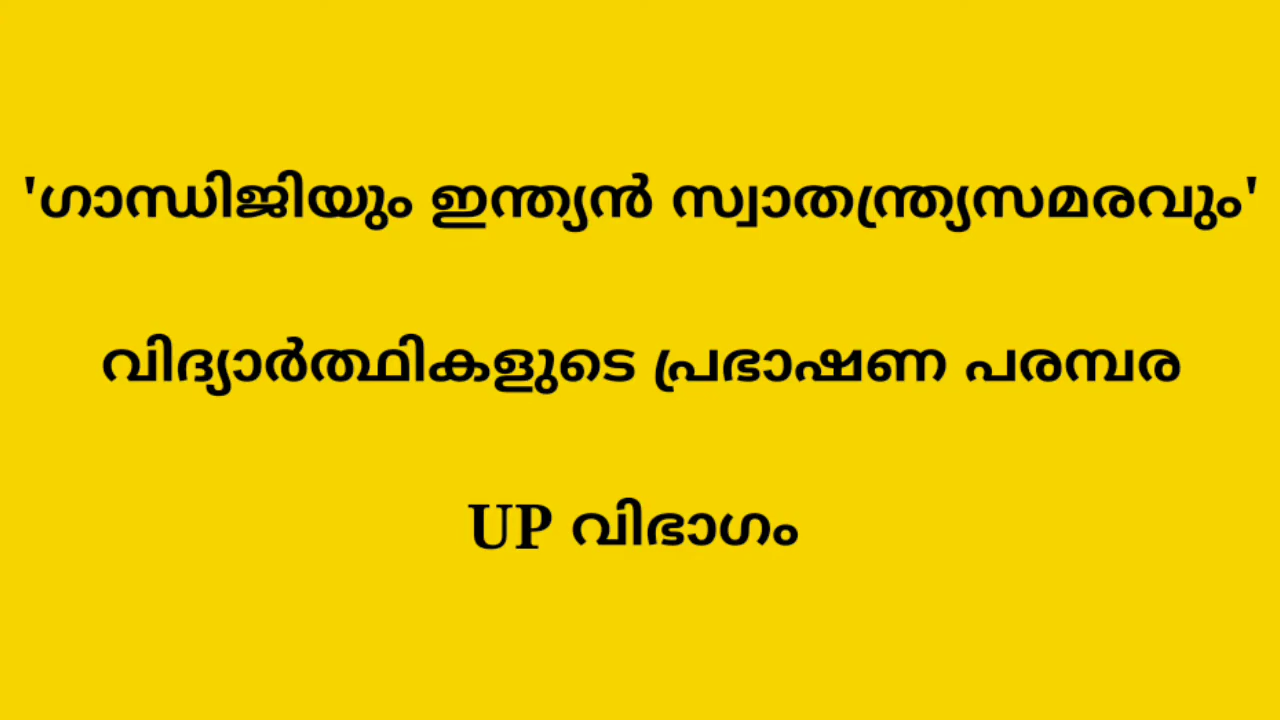 'ഗാന്ധിജിയും ഇന്ത്യൻ സ്വാതന്ത്ര്യസമരവും'
വിദ്യാർത്ഥികളുടെ പ്രഭാഷണ പരമ്പര
UP വിഭാഗം